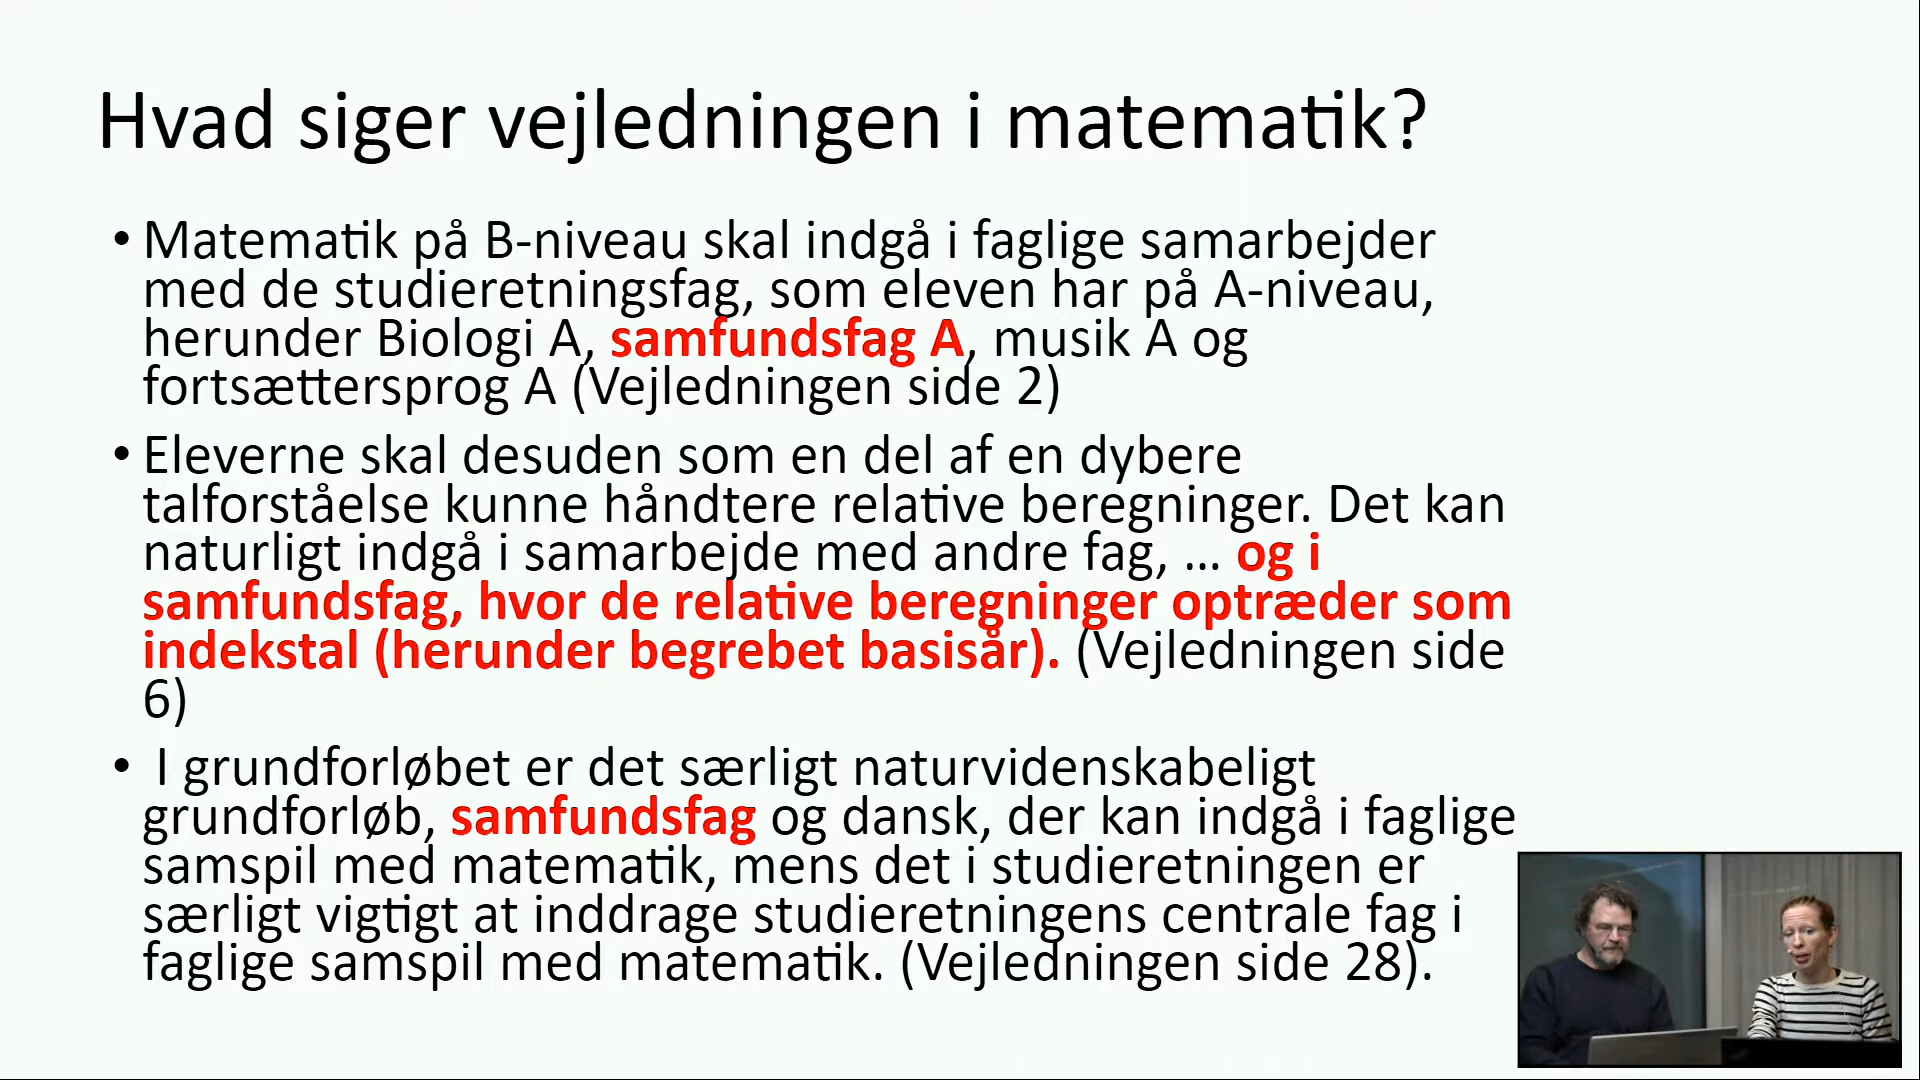 Hvad siger vejledningen i matematik?
• Matematik på B-niveau skal indgå i faglige samarbejder
med de studieretningsfag, som eleven har på A-niveau,
herunder Biologi A, samfundsfag A, musik A og
fortsættersprog A (Vejledningen side 2)
• Eleverne skal desuden som en del af en dybere
talforståelse kunne håndtere relative beregninger. Det kan
naturligt indgå i samarbejde med andre fag, ... og i
samfundsfag, hvor de relative beregninger optræder som
indekstal (herunder begrebet basisår). (Vejledningen side
6)
• I grundforløbet er det særligt naturvidenskabeligt
grundforløb, samfundsfag og dansk, der kan indgå i faglige
samspil med matematik, mens det i studieretningen er
særligt vigtigt at inddrage studieretningens centrale fag i
faglige samspil med matematik. (Vejledningen side 28).